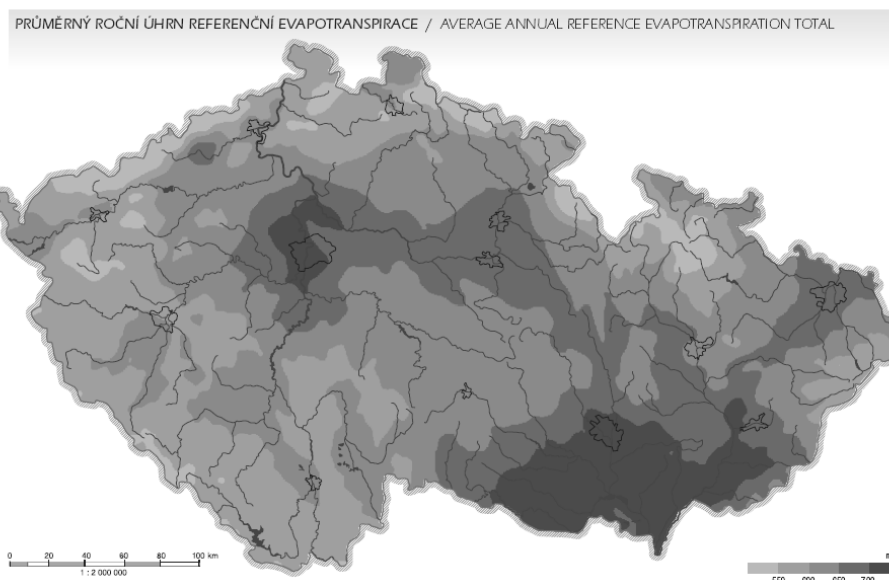 PRŮMĚRNÝ ROČNÍ ÚHRN REFERENČNÍ EVAPOTRANSPIRACE / AVERAGE ANNUAL REFERENCE EVAPOTRANSPIRATION TOTAL
0 20 40 60 80 100 km
1 : 2 000 000
550 600 650 700